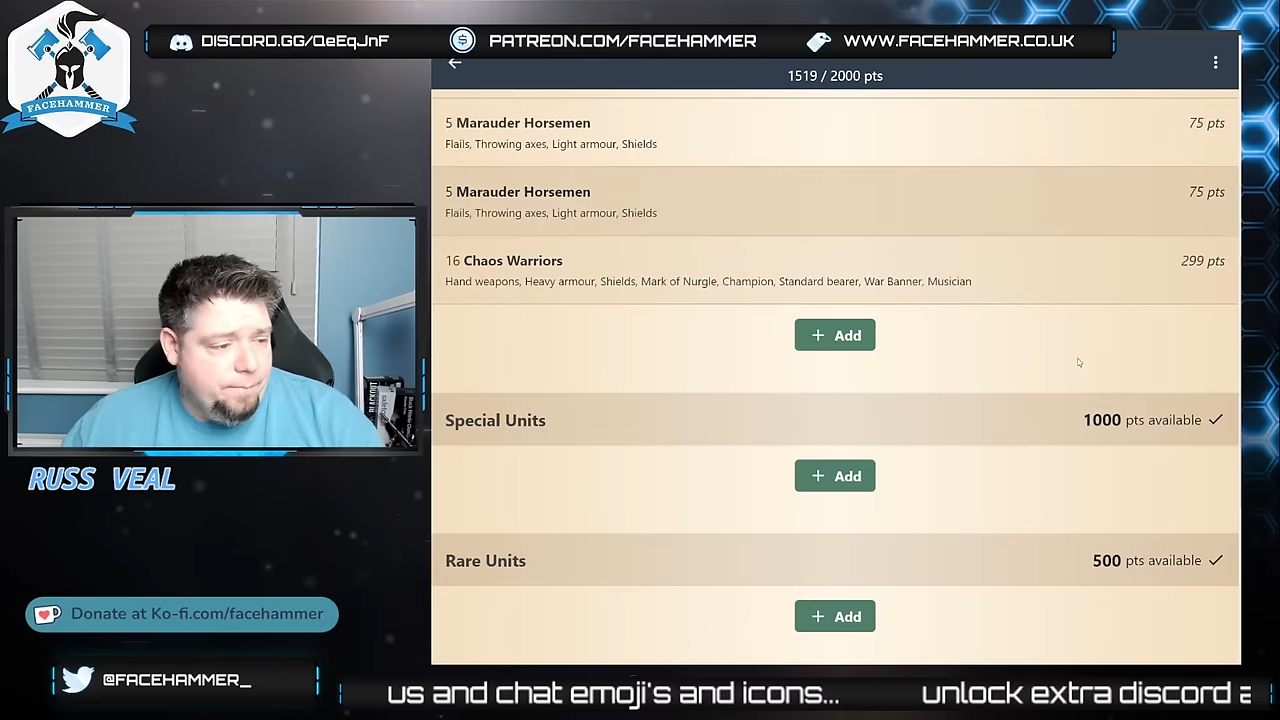 DISCORD.GG/QeEqJnF
PATREON.COM/FACEHAMMER
WWW.FACEHAMMER.CO.UK
FACEHAMMER
1519 / 2000 pts
5 Marauder Horsemen
75 pts
Flails, Throwing axes, Light armour, Shields
5 Marauder Horsemen
75 pts
Flails, Throwing axes, Light armour, Shields
16 Chaos Warriors
299 pts
Hand weapons, Heavy armour, Shields, Mark of Nurgle, Champion, Standard bearer, War Banner, Musician
+ Add
Special Units
1000 pts available
+ Add
Rare Units
500 pts available
+ Add
BLACKOUT
RUSS VEAL
Donate at Ko-fi.com/facehammer
@FACEHAMMER_
us and chat emoji's and icons...
unlock extra discord a